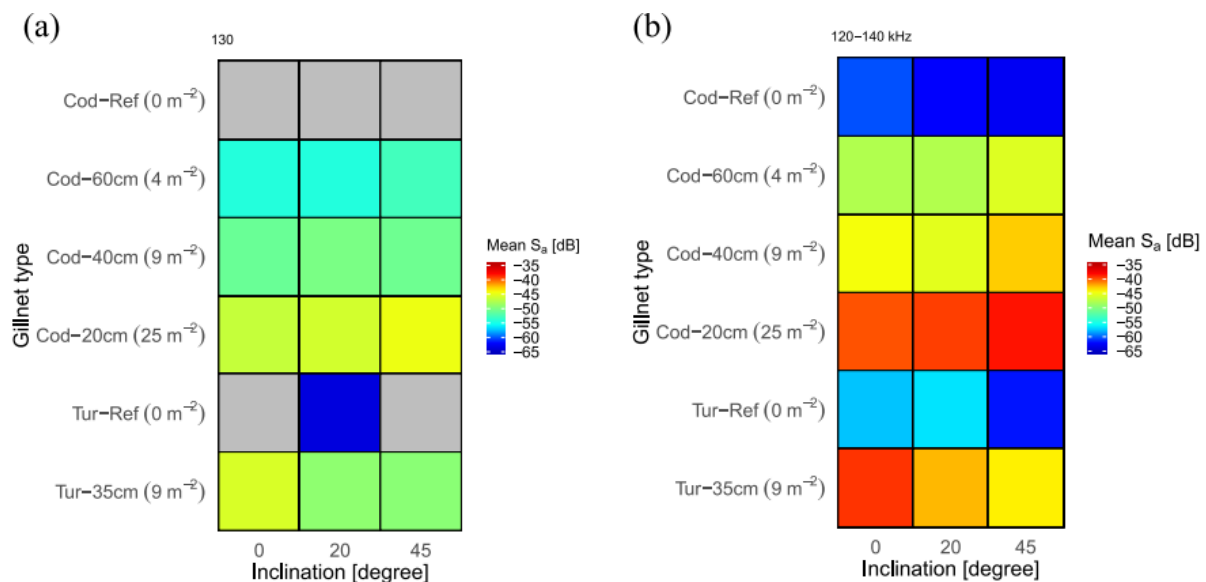 (a)
130
Gillnet type
Cod−Ref (0 m⁻²)
Cod−60cm (4 m⁻²)
Cod−40cm (9 m⁻²)
Cod−20cm (25 m⁻²)
Tur−Ref (0 m⁻²)
Tur−35cm (9 m⁻²)
0 20 45
Inclination [degree]
Mean Sₐ [dB]
−35
−40
−45
−50
−55
−60
−65
(b)
120−140 kHz
Gillnet type
Cod−Ref (0 m⁻²)
Cod−60cm (4 m⁻²)
Cod−40cm (9 m⁻²)
Cod−20cm (25 m⁻²)
Tur−Ref (0 m⁻²)
Tur−35cm (9 m⁻²)
0 20 45
Inclination [degree]
Mean Sₐ [dB]
−35
−40
−45
−50
−55
−60
−65